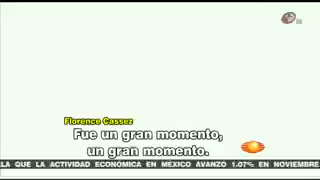 Florence Cassez
Fue un gran momento,
un gran momento.
LA QUE LA ACTIVIDAD ECONÓMICA EN MÉXICO AVANZO 1.07% EN NOVIEMBRE